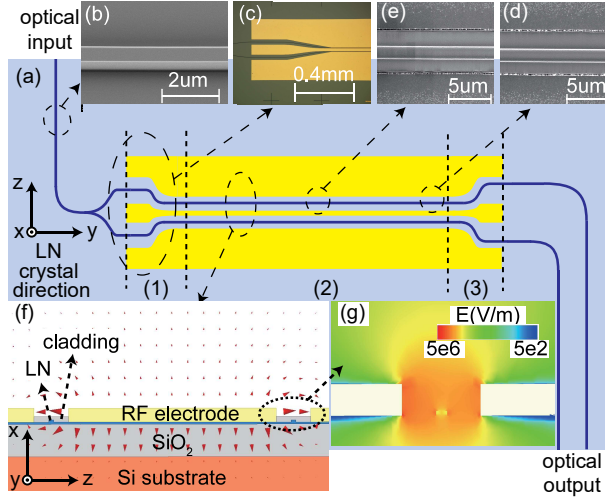 optical
input
(b)
2um
(c)
0.4mm
(e)
5um
(d)
5um
(a)
z
x
y
LN
crystal
direction
(1)
(2)
(3)
(f)
cladding
LN
RF electrode
x
SiO2
y
z
Si substrate
(g)
E(V/m)
5e6
5e2
optical
output